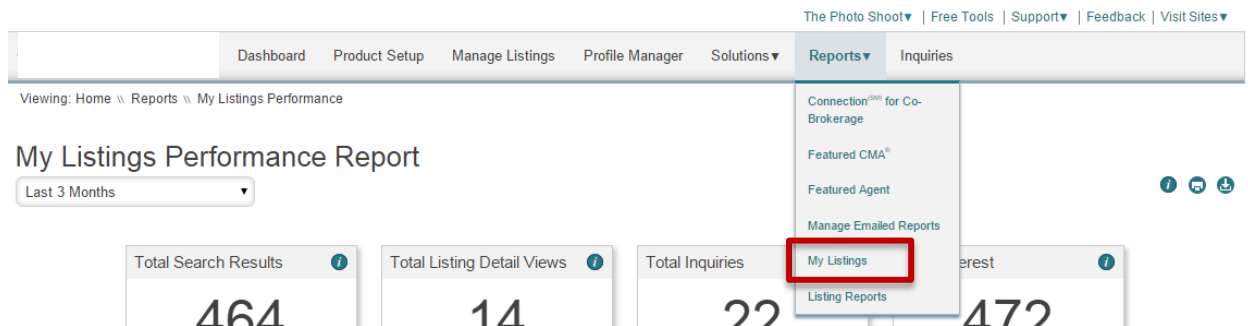 The Photo Shoot▼ | Free Tools | Support▼ | Feedback | Visit Sites▼
Dashboard Product Setup Manage Listings Profile Manager Solutions▼ Reports▼ Inquiries
Viewing: Home \\ Reports \\ My Listings Performance
Connection(SM) for Co-
Brokerage
Featured CMA®
Featured Agent
Manage Emailed Reports
My Listings
Listing Reports
My Listings Performance Report
Last 3 Months
Total Search Results
464
Total Listing Detail Views
14
Total Inquiries
22
erest
472